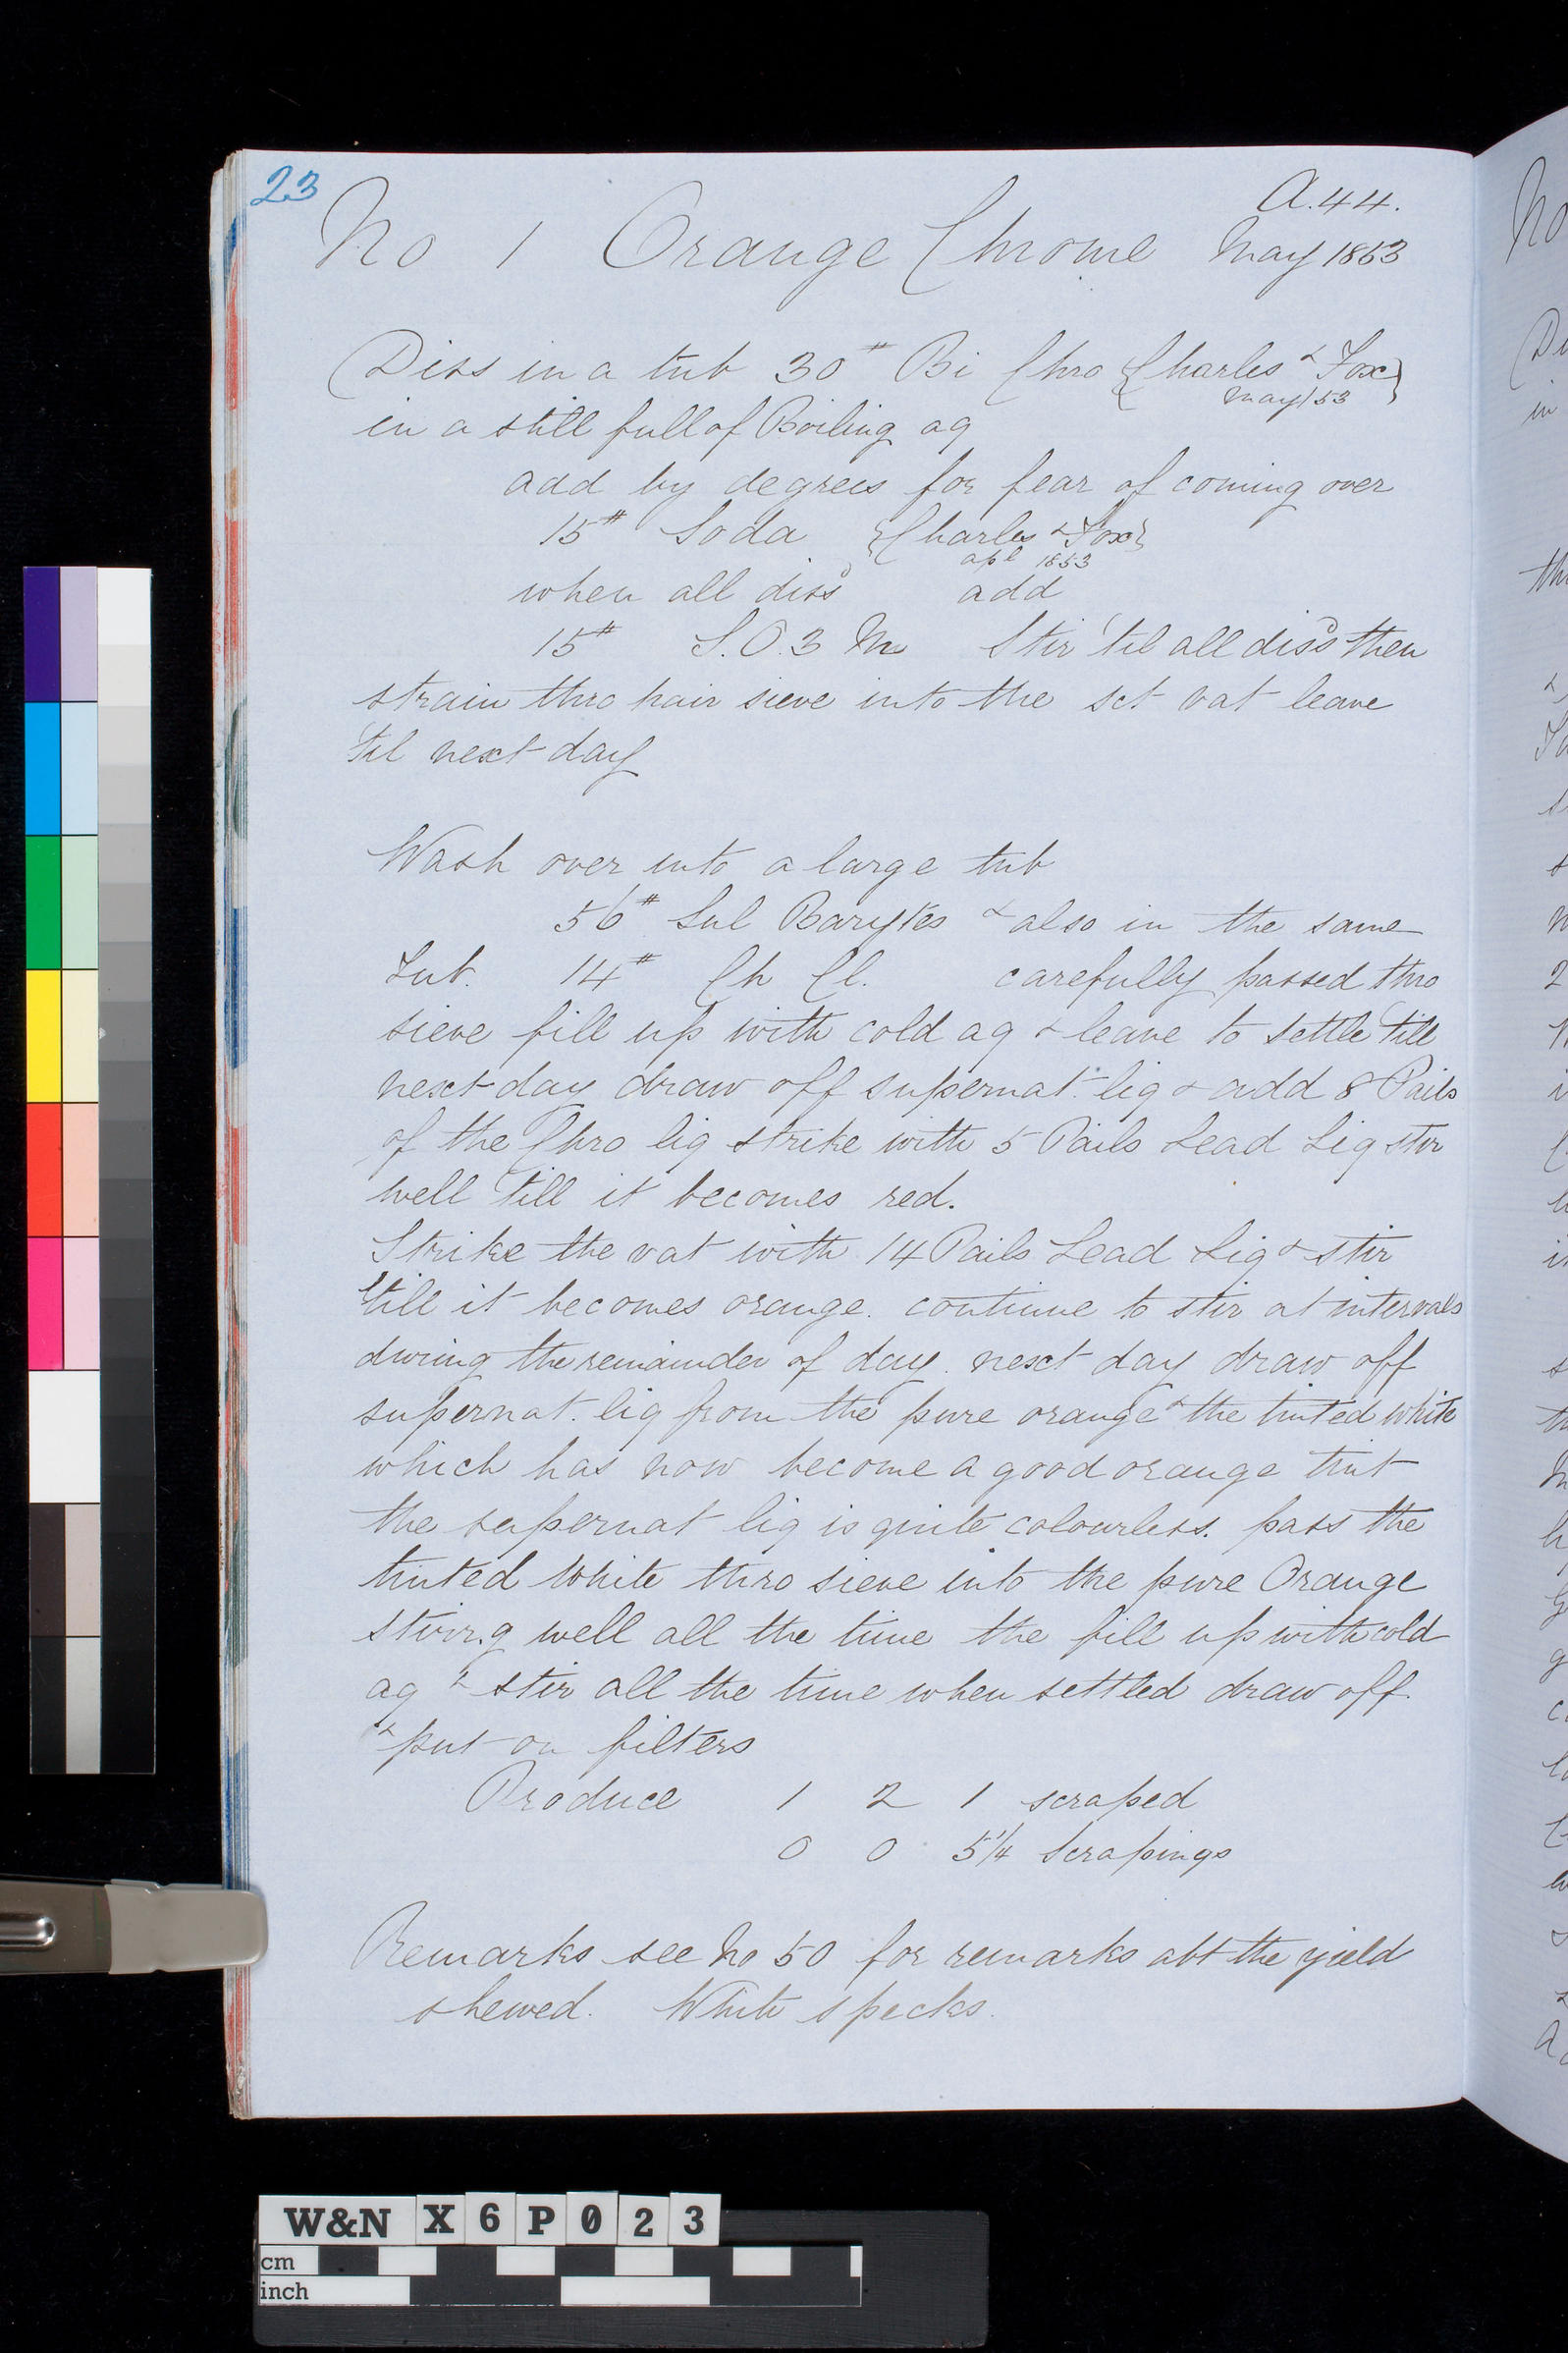 23
A.44.
No 1 Orange Chrome May 1853
Diss in a tub 30# Bi Chro {Charles & Fox}
May/53
in a still full of Boiling aq
add by degrees for fear of coming over
15# Soda {Charles & Fox}
apl 1853
when all dissd add
15# S.O.3 M Stir 'til all dissd then
strain thro hair sieve into the set vat leave
'til next day
Wash over into a large tub
56# Sul Barytes & also in the same
Tub. 14# Ch Cl. carefully passed thro
sieve fill up with cold aq & leave to settle 'till
next day draw off supernat. liq & add 8 Pails
of the Chro liq strike with 5 Pails Lead Liq stir
well 'till it becomes red.
Strike the vat with 14 Pails Lead Liq & stir
'till it becomes orange. continue to stir at intervals
during the remainder of day. next day draw off
supernat. liq from the pure orange & the tinted White
which has now become a good orange tint
the supernat liq is quite colourless. pass the
tinted White thro sieve into the pure Orange
stirr.g well all the time the fill up with cold
aq & stir all the time when settled draw off
& put on filters
Produce 1 2 1 scraped
0 0 5 1/4 Scrapings
Remarks see No 50 for remarks abt the yield
shewed. White specks.
W&N X6P023
cm
inch